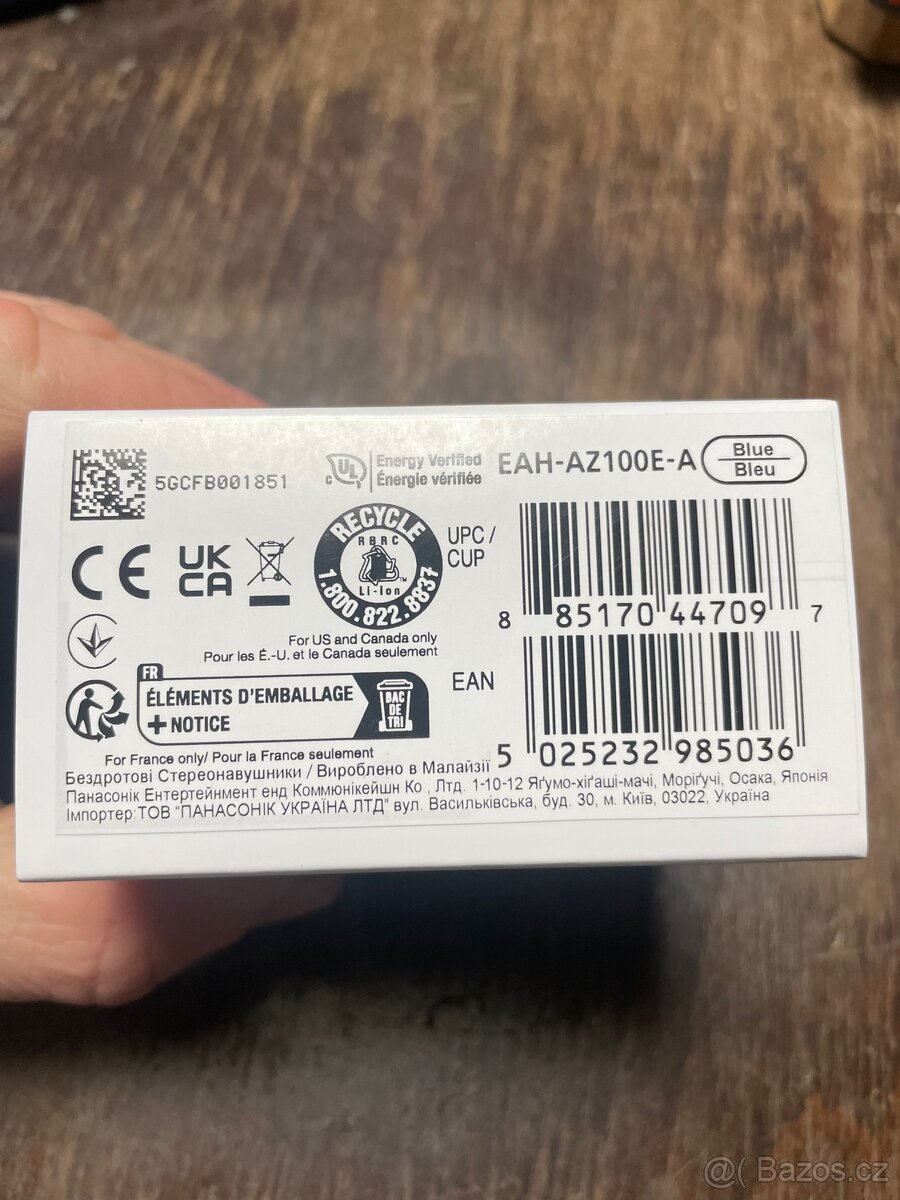 5GCFB001851
c UL Energy Verified
Énergie vérifiée
EAH-AZ100E-A
Blue
Bleu
CE
UK
CA
RECYCLE
RBRC
Li-Ion
1.800.822.8837
UPC /
CUP
8 85170 44709 7
For US and Canada only
Pour les É.-U. et le Canada seulement
FR
ÉLÉMENTS D'EMBALLAGE
+ NOTICE
BAC
DE
TRI
EAN
5 025232 985036
For France only/ Pour la France seulement
Бездротові Стереонавушники / Вироблено в Малайзії
Панасонік Ентертейнмент енд Коммюнікейшн Ко , Лтд. 1-10-12 Яґумо-хіґаші-мачі, Моріґучі, Осака, Японія
Імпортер:ТОВ "ПАНАСОНІК УКРАЇНА ЛТД" вул. Васильківська, буд. 30, м. Київ, 03022, Україна
@( Bazos.cz